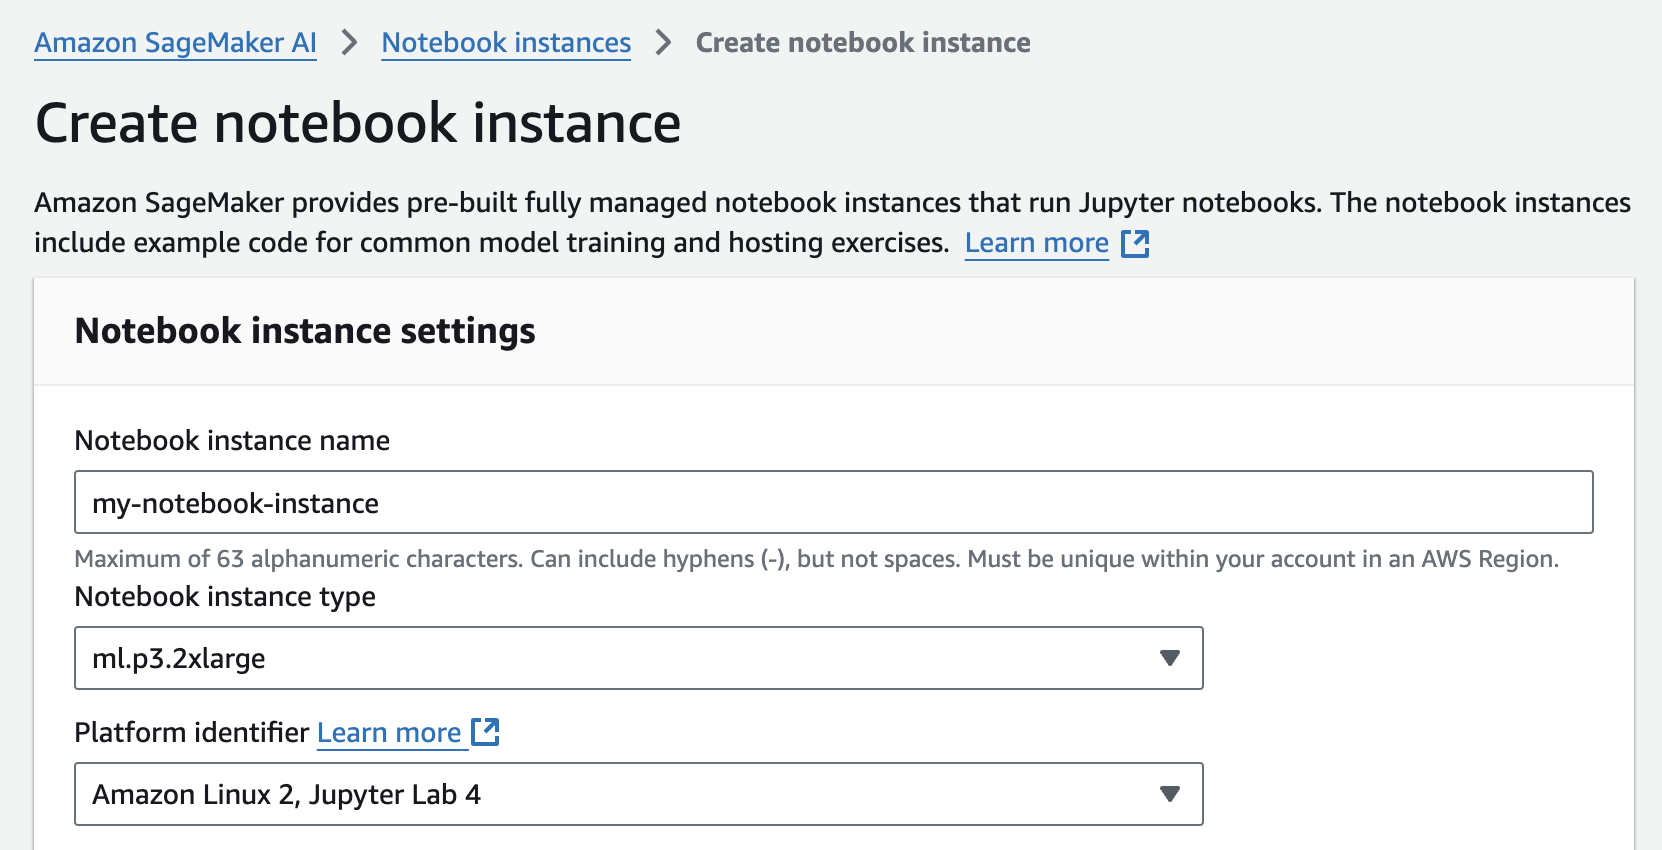 Amazon SageMaker AI > Notebook instances > Create notebook instance
Create notebook instance
Amazon SageMaker provides pre-built fully managed notebook instances that run Jupyter notebooks. The notebook instances
include example code for common model training and hosting exercises. Learn more
Notebook instance settings
Notebook instance name
my-notebook-instance
Maximum of 63 alphanumeric characters. Can include hyphens (-), but not spaces. Must be unique within your account in an AWS Region.
Notebook instance type
ml.p3.2xlarge
Platform identifier Learn more
Amazon Linux 2, Jupyter Lab 4